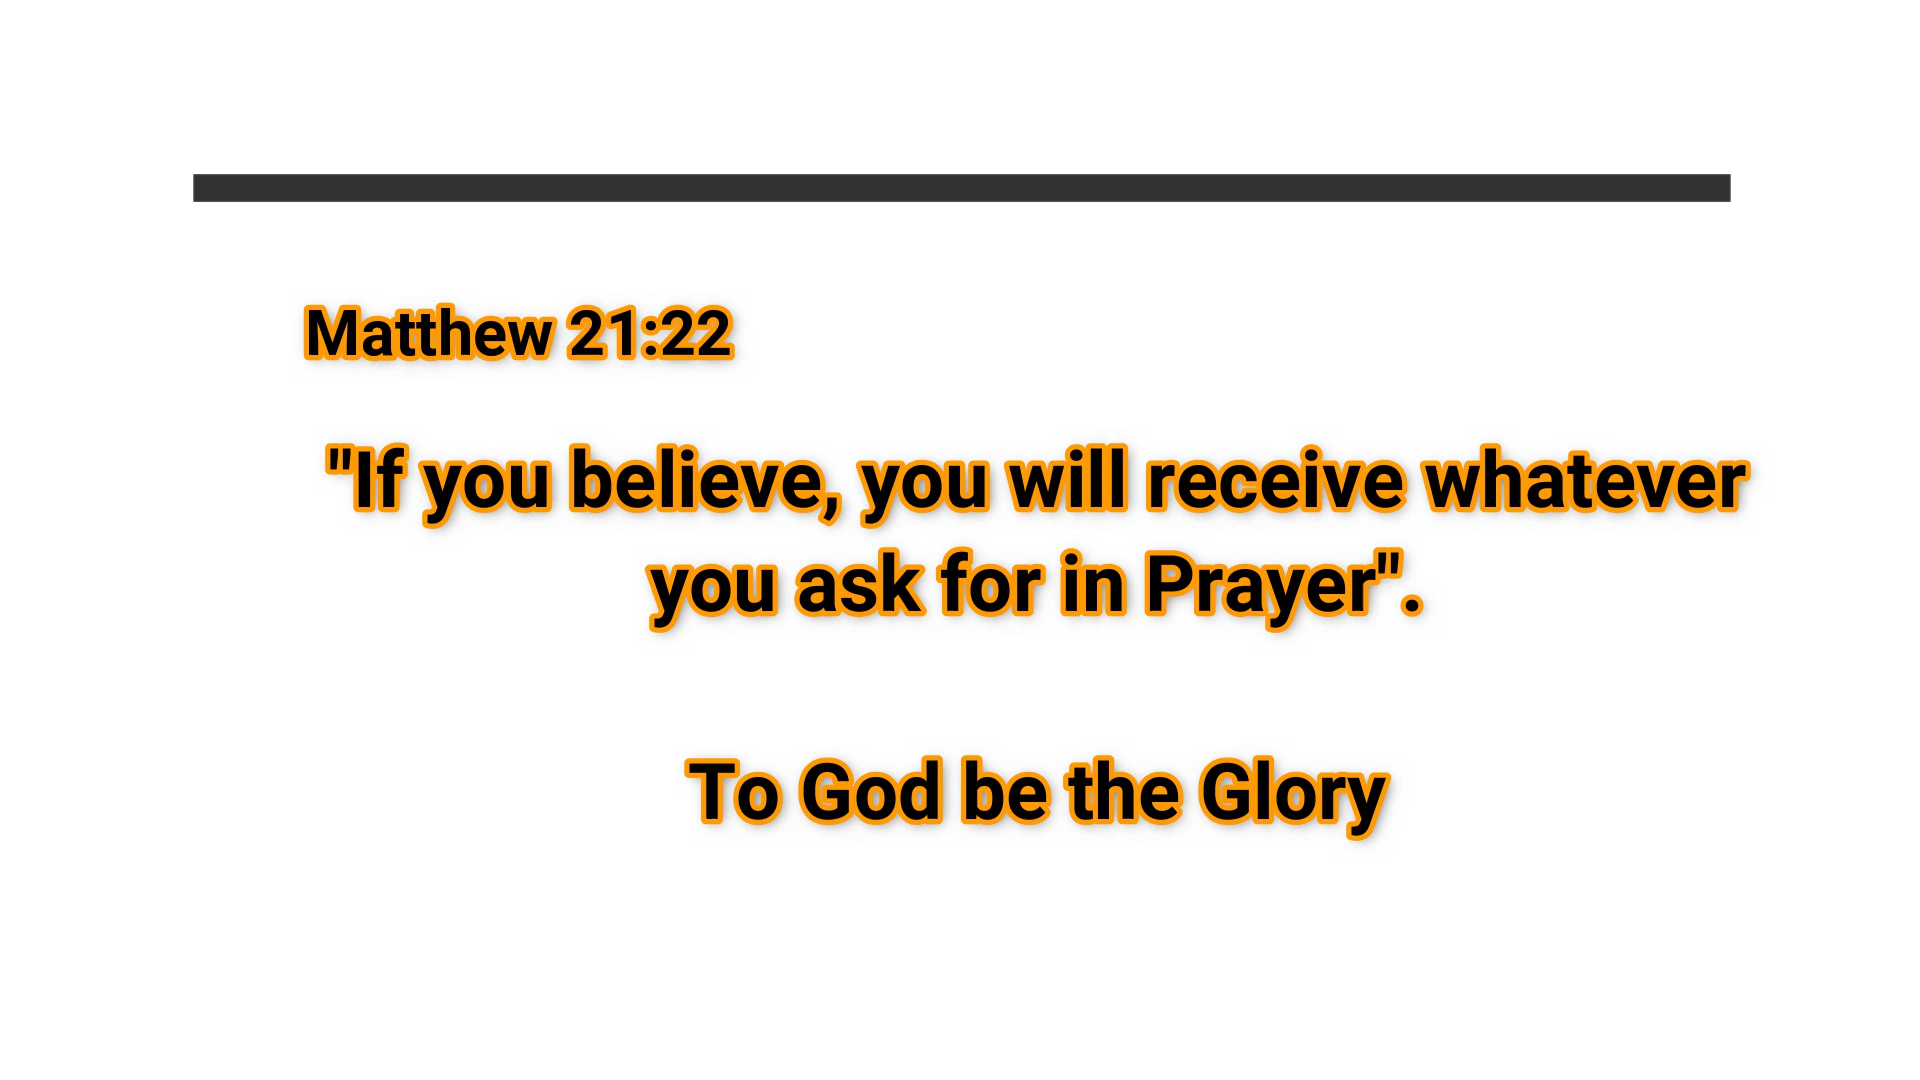 Matthew 21:22
"If you believe, you will receive whatever
you ask for in Prayer".
To God be the Glory